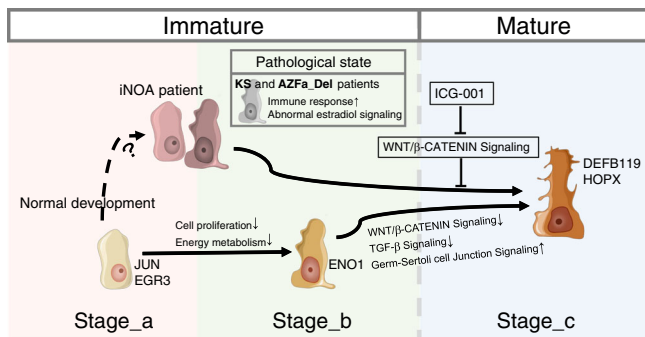 Immature
Mature
Pathological state
KS and AZFa_Del patients
Immune response↑
Abnormal estradiol signaling
iNOA patient
ICG-001
WNT/β-CATENIN Signaling
DEFB119
HOPX
?
Normal development
Cell proliferation↓
Energy metabolism↓
WNT/β-CATENIN Signaling↓
TGF-β Signaling↓
Germ-Sertoli cell Junction Signaling↑
JUN
EGR3
ENO1
Stage_a
Stage_b
Stage_c